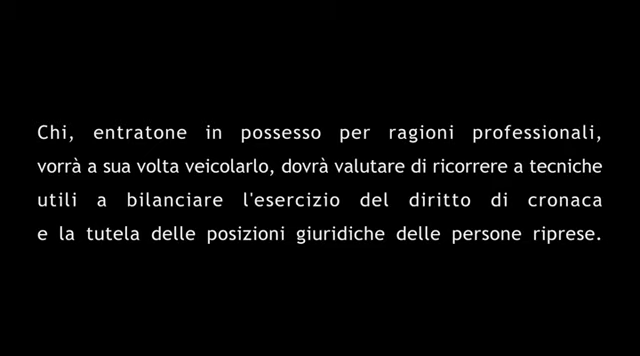 Chi, entratone in possesso per ragioni professionali,
vorrà a sua volta veicolarlo, dovrà valutare di ricorrere a tecniche
utili a bilanciare l'esercizio del diritto di cronaca
e la tutela delle posizioni giuridiche delle persone riprese.